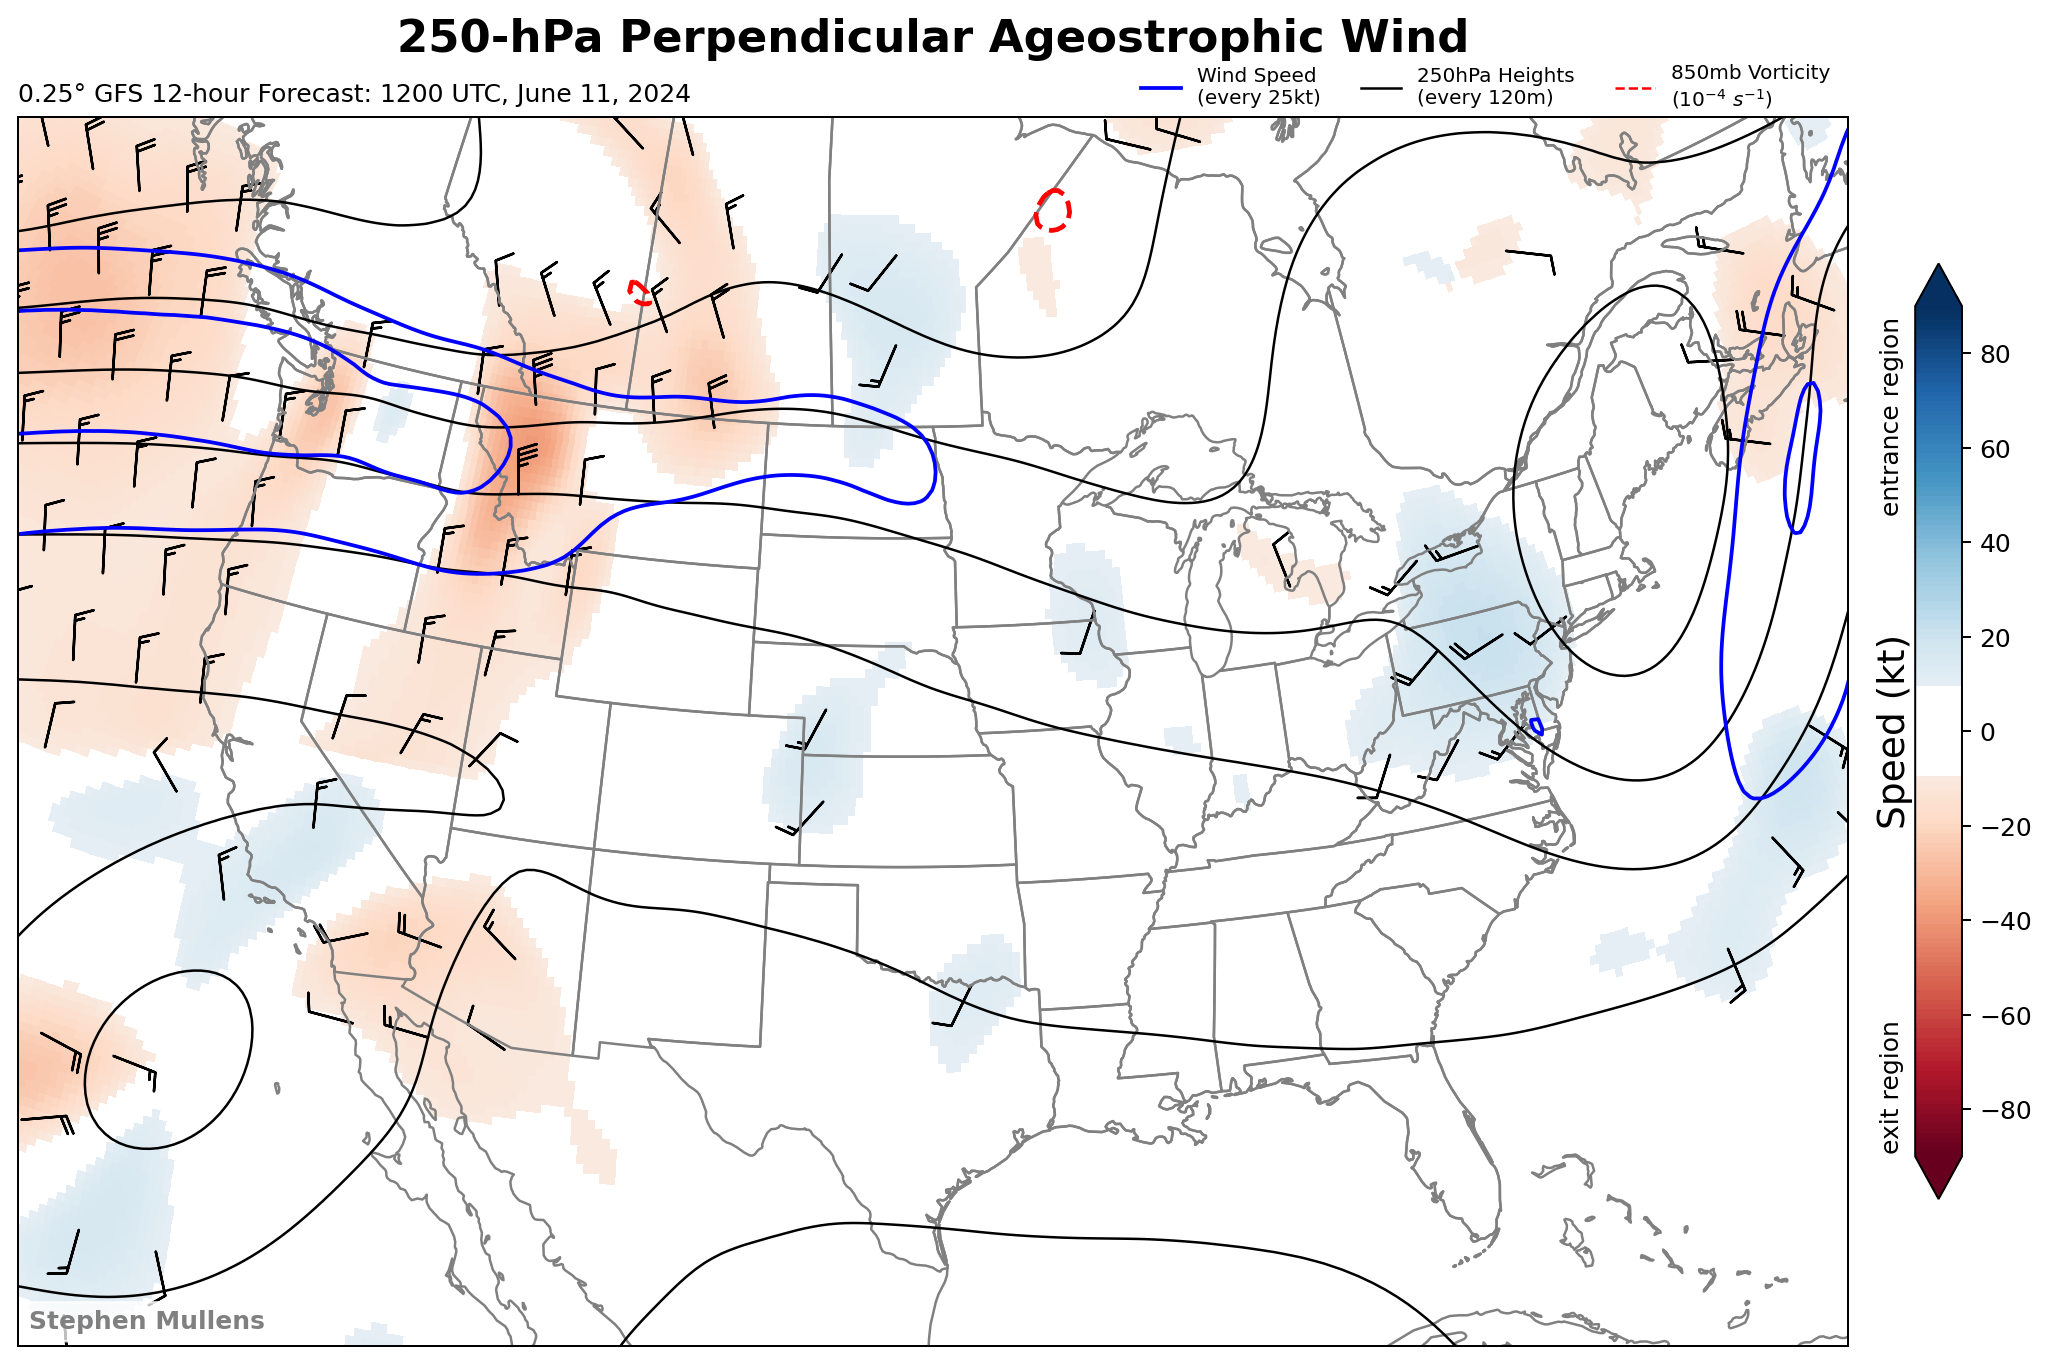 250-hPa Perpendicular Ageostrophic Wind
0.25° GFS 12-hour Forecast: 1200 UTC, June 11, 2024
Wind Speed
(every 25kt)
250hPa Heights
(every 120m)
850mb Vorticity
(10⁻⁴ s⁻¹)
entrance region
exit region
Speed (kt)
80
60
40
20
0
−20
−40
−60
−80
Stephen Mullens